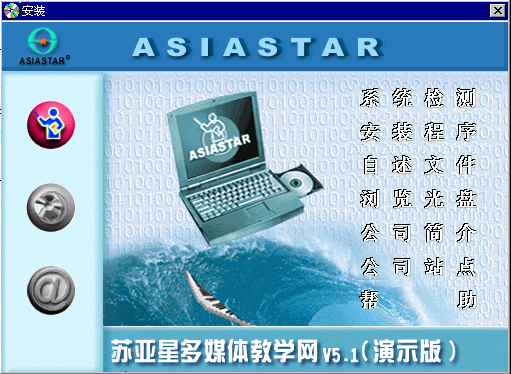 安装
ASIASTAR®
ASIASTAR
ASIASTAR
系统检测
安装程序
自述文件
浏览光盘
公司简介
公司站点
帮助
@
苏亚星多媒体教学网V5.1(演示版)